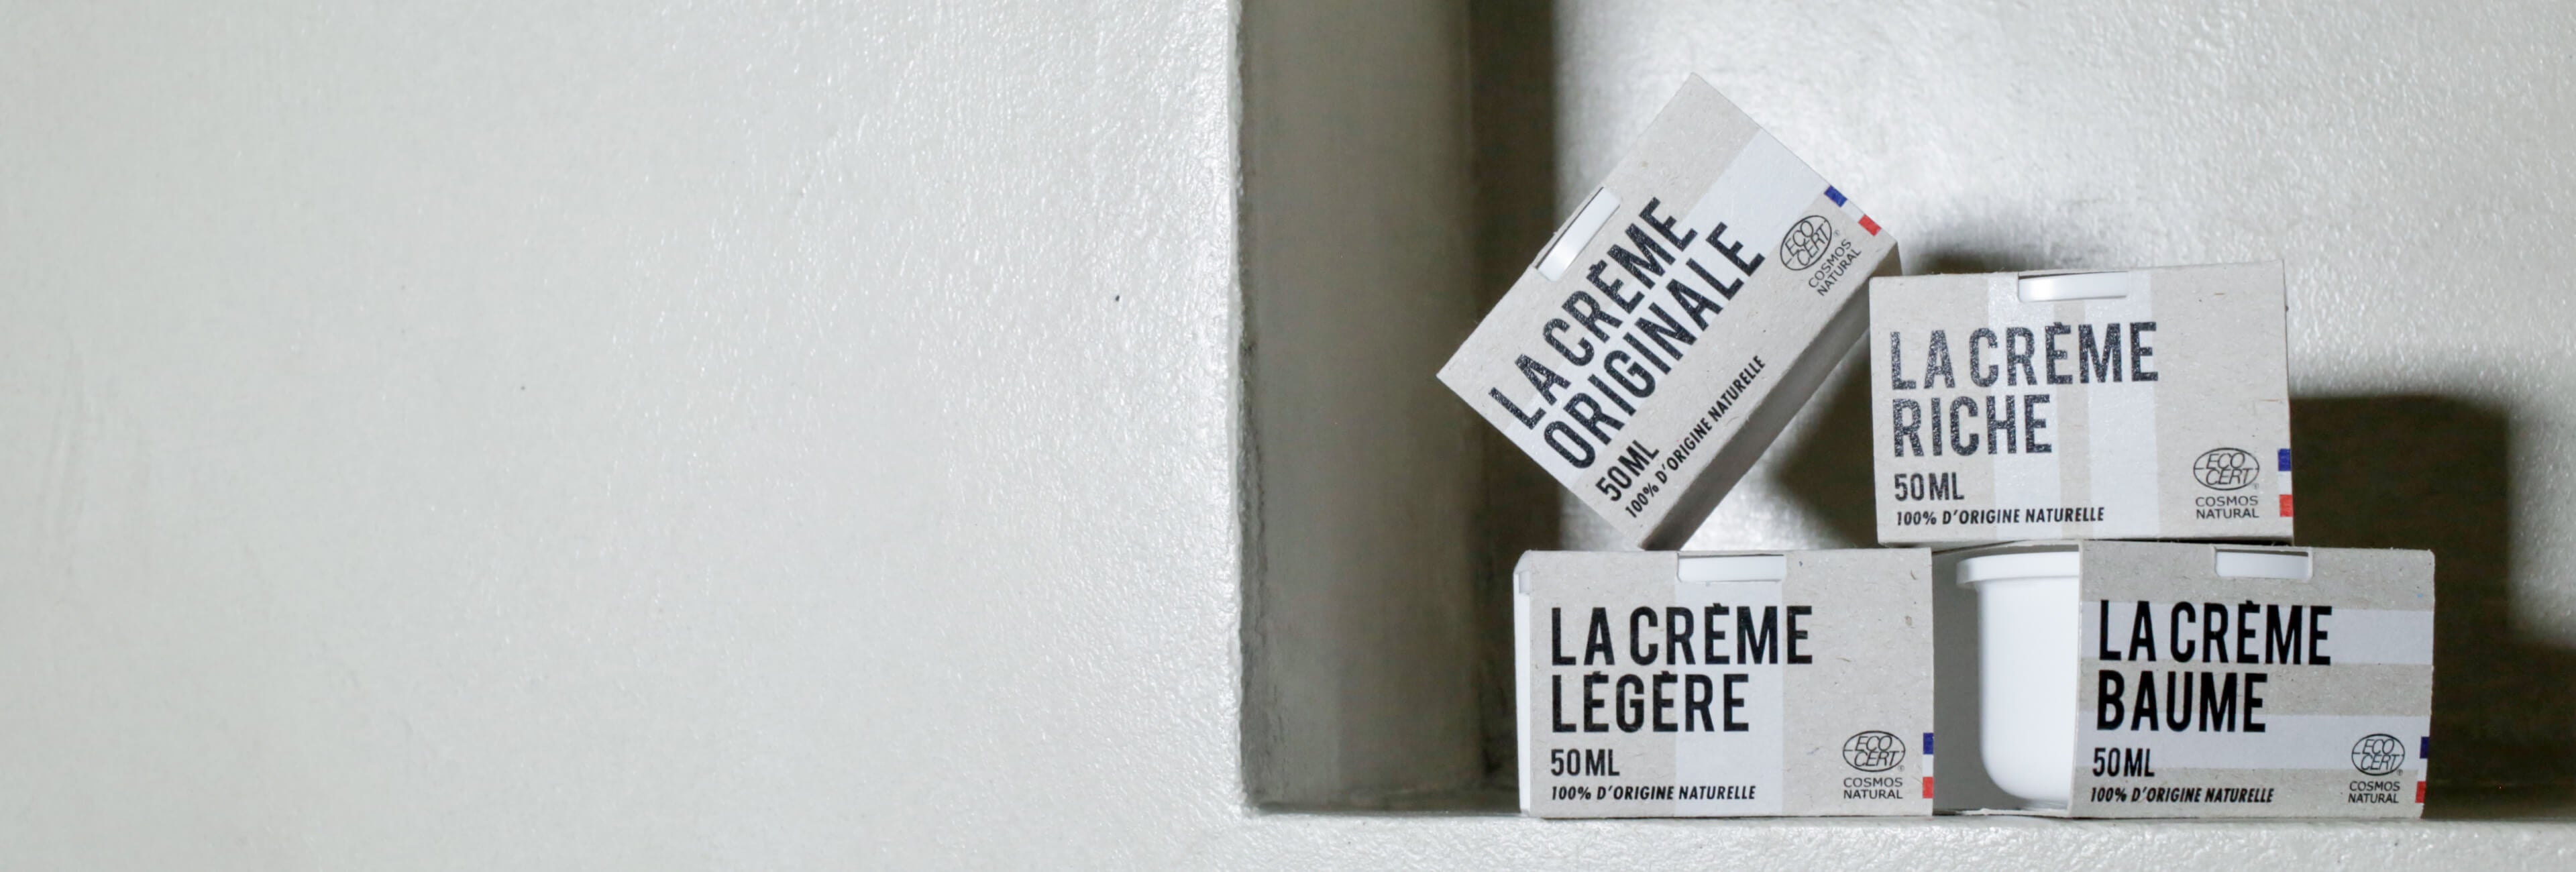 LA CRÈME
ORIGINALE
50ML
100% D'ORIGINE NATURELLE
ECO
CERT
COSMOS
NATURAL
LA CRÈME
RICHE
50ML
100% D'ORIGINE NATURELLE
ECO
CERT
COSMOS
NATURAL
LA CRÈME
LÉGÈRE
50ML
100% D'ORIGINE NATURELLE
ECO
CERT
COSMOS
NATURAL
LA CRÈME
BAUME
50ML
100% D'ORIGINE NATURELLE
ECO
CERT
COSMOS
NATURAL